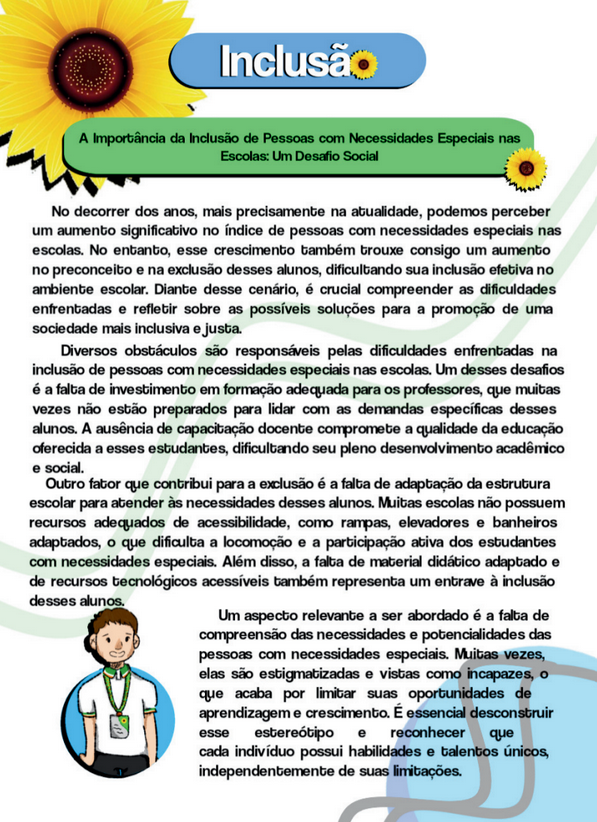 Inclusão
A Importância da Inclusão de Pessoas com Necessidades Especiais nas
Escolas: Um Desafio Social
No decorrer dos anos, mais precisamente na atualidade, podemos perceber
um aumento significativo no índice de pessoas com necessidades especiais nas
escolas. No entanto, esse crescimento também trouxe consigo um aumento
no preconceito e na exclusão desses alunos, dificultando sua inclusão efetiva no
ambiente escolar. Diante desse cenário, é crucial compreender as dificuldades
enfrentadas e refletir sobre as possíveis soluções para a promoção de uma
sociedade mais inclusiva e justa.
Diversos obstáculos são responsáveis pelas dificuldades enfrentadas na
inclusão de pessoas com necessidades especiais nas escolas. Um desses desafios
é a falta de investimento em formação adequada para os professores, que muitas
vezes não estão preparados para lidar com as demandas específicas desses
alunos. A ausência de capacitação docente compromete a qualidade da educação
oferecida a esses estudantes, dificultando seu pleno desenvolvimento acadêmico
e social.
Outro fator que contribui para a exclusão é a falta de adaptação da estrutura
escolar para atender às necessidades desses alunos. Muitas escolas não possuem
recursos adequados de acessibilidade, como rampas, elevadores e banheiros
adaptados, o que dificulta a locomoção e a participação ativa dos estudantes
com necessidades especiais. Além disso, a falta de material didático adaptado e
de recursos tecnológicos acessíveis também representa um entrave à inclusão
desses alunos.
Um aspecto relevante a ser abordado é a falta de
compreensão das necessidades e potencialidades das
pessoas com necessidades especiais. Muitas vezes,
elas são estigmatizadas e vistas como incapazes, o
que acaba por limitar suas oportunidades de
aprendizagem e crescimento. É essencial desconstruir
esse estereótipo e reconhecer que
cada indivíduo possui habilidades e talentos únicos,
independentemente de suas limitações.